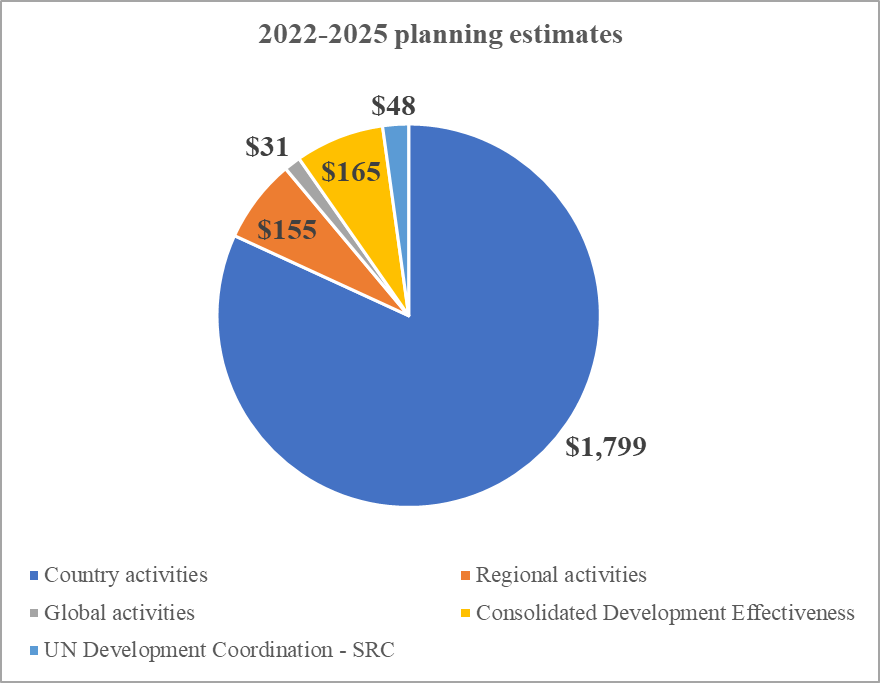 2022-2025 planning estimates
$48
$31
$165
$155
$1,799
Country activities
Regional activities
Global activities
Consolidated Development Effectiveness
UN Development Coordination - SRC